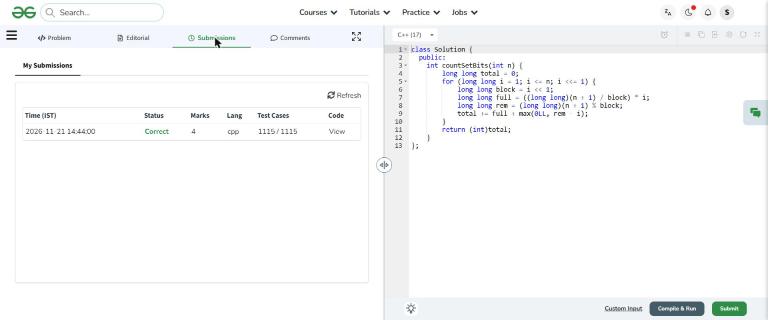 Search...
Courses Tutorials Practice Jobs
S
Problem Editorial Submissions Comments
C++ (17)
My Submissions
Refresh
Time (IST) Status Marks Lang Test Cases Code
2026-11-21 14:44:00 Correct 4 cpp 1115 / 1115 View
1 class Solution {
2 public:
3 int countSetBits(int n) {
4 long long total = 0;
5 for (long long i = 1; i <= n; i <<= 1) {
6 long long block = i << 1;
7 long long full = ((long long)(n + 1) / block) * i;
8 long long rem = (long long)(n + 1) % block;
9 total += full + max(0LL, rem - i);
10 }
11 return (int)total;
12 }
13 };
Custom Input Compile & Run Submit